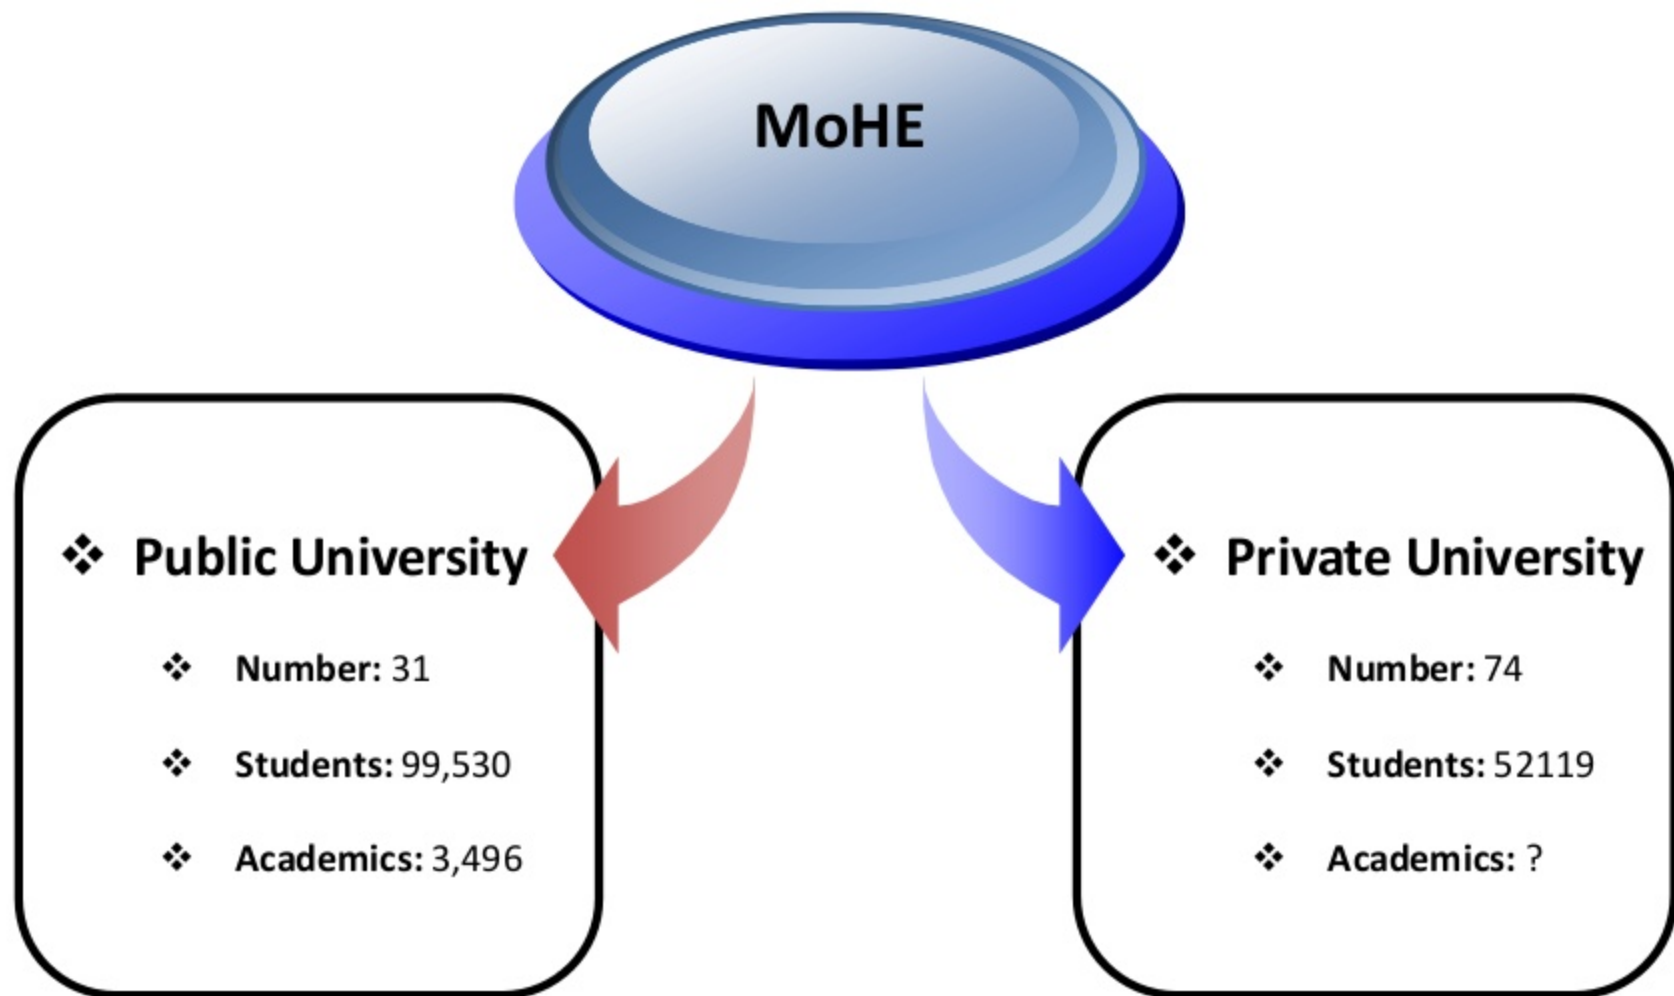 MoHE
❖ Public University
❖ Number: 31
❖ Students: 99,530
❖ Academics: 3,496
❖ Private University
❖ Number: 74
❖ Students: 52119
❖ Academics: ?